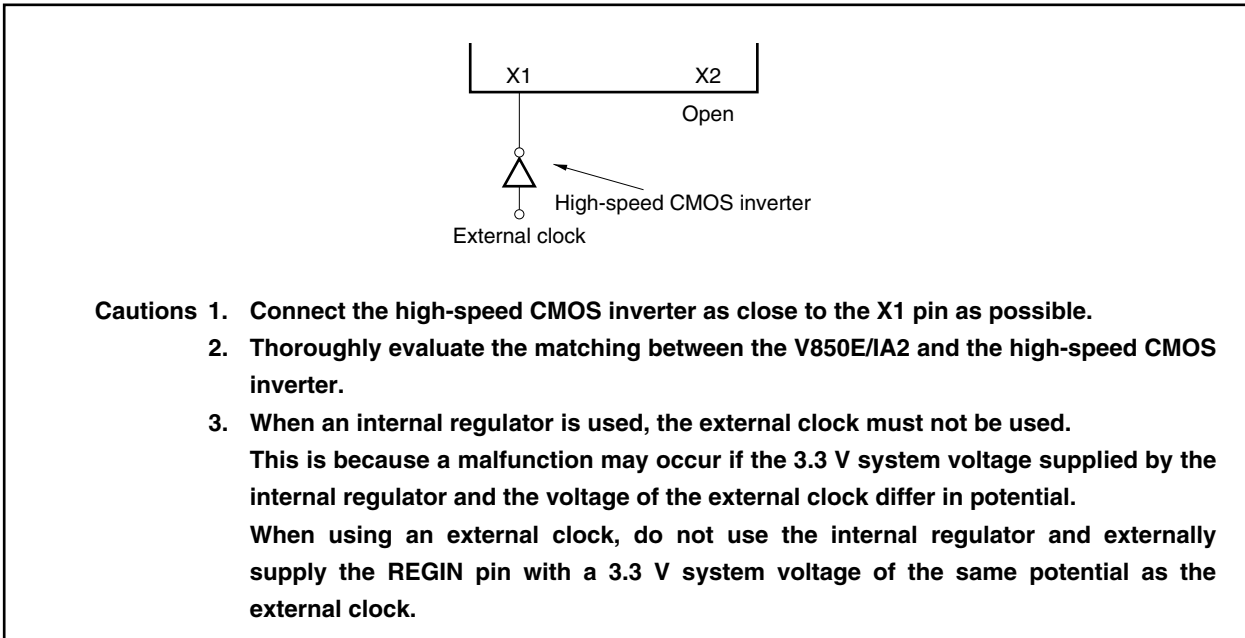 X1 X2
Open
High-speed CMOS inverter
External clock
Cautions 1. Connect the high-speed CMOS inverter as close to the X1 pin as possible.
2. Thoroughly evaluate the matching between the V850E/IA2 and the high-speed CMOS
inverter.
3. When an internal regulator is used, the external clock must not be used.
This is because a malfunction may occur if the 3.3 V system voltage supplied by the
internal regulator and the voltage of the external clock differ in potential.
When using an external clock, do not use the internal regulator and externally
supply the REGIN pin with a 3.3 V system voltage of the same potential as the
external clock.